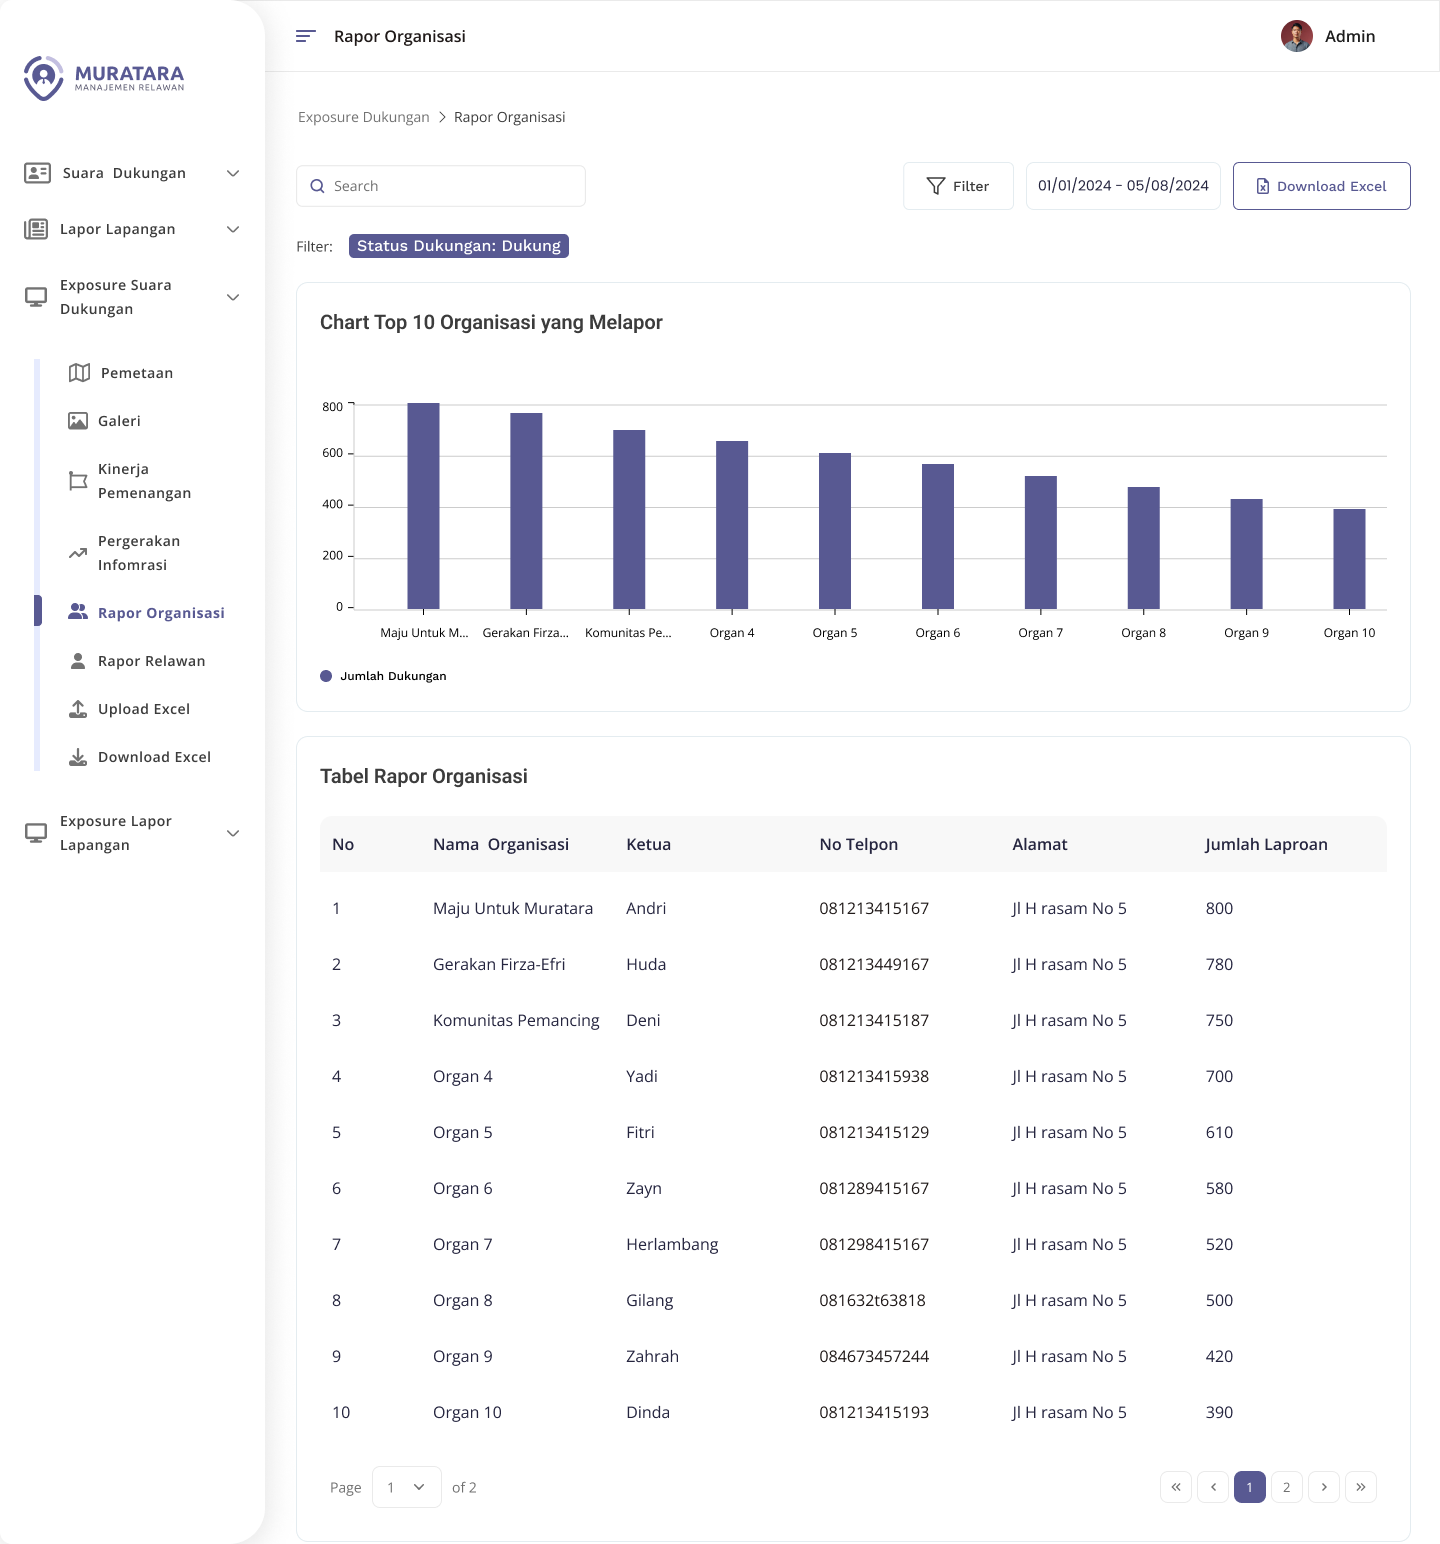 MURATARA
MANAJEMEN RELAWAN
Suara Dukungan
Lapor Lapangan
Exposure Suara
Dukungan
Pemetaan
Galeri
Kinerja
Pemenangan
Pergerakan
Infomrasi
Rapor Organisasi
Rapor Relawan
Upload Excel
Download Excel
Exposure Lapor
Lapangan
Rapor Organisasi
Admin
Exposure Dukungan > Rapor Organisasi
Search
Filter
01/01/2024 - 05/08/2024
Download Excel
Filter: Status Dukungan: Dukung
Chart Top 10 Organisasi yang Melapor
800
600
400
200
0
Maju Untuk M... Gerakan Firza... Komunitas Pe... Organ 4 Organ 5 Organ 6 Organ 7 Organ 8 Organ 9 Organ 10
Jumlah Dukungan
Tabel Rapor Organisasi
No Nama Organisasi Ketua No Telpon Alamat Jumlah Laproan
1 Maju Untuk Muratara Andri 081213415167 Jl H rasam No 5 800
2 Gerakan Firza-Efri Huda 081213449167 Jl H rasam No 5 780
3 Komunitas Pemancing Deni 081213415187 Jl H rasam No 5 750
4 Organ 4 Yadi 081213415938 Jl H rasam No 5 700
5 Organ 5 Fitri 081213415129 Jl H rasam No 5 610
6 Organ 6 Zayn 081289415167 Jl H rasam No 5 580
7 Organ 7 Herlambang 081298415167 Jl H rasam No 5 520
8 Organ 8 Gilang 081632t63818 Jl H rasam No 5 500
9 Organ 9 Zahrah 084673457244 Jl H rasam No 5 420
10 Organ 10 Dinda 081213415193 Jl H rasam No 5 390
Page 1 of 2
« ‹ 1 2 › »